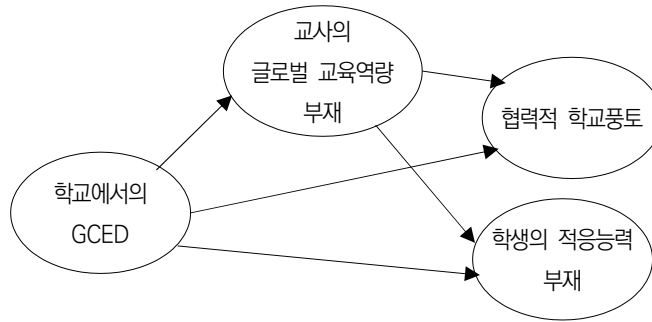 교사의
글로벌 교육역량
부재
협력적 학교풍토
학교에서의
GCED
학생의 적응능력
부재